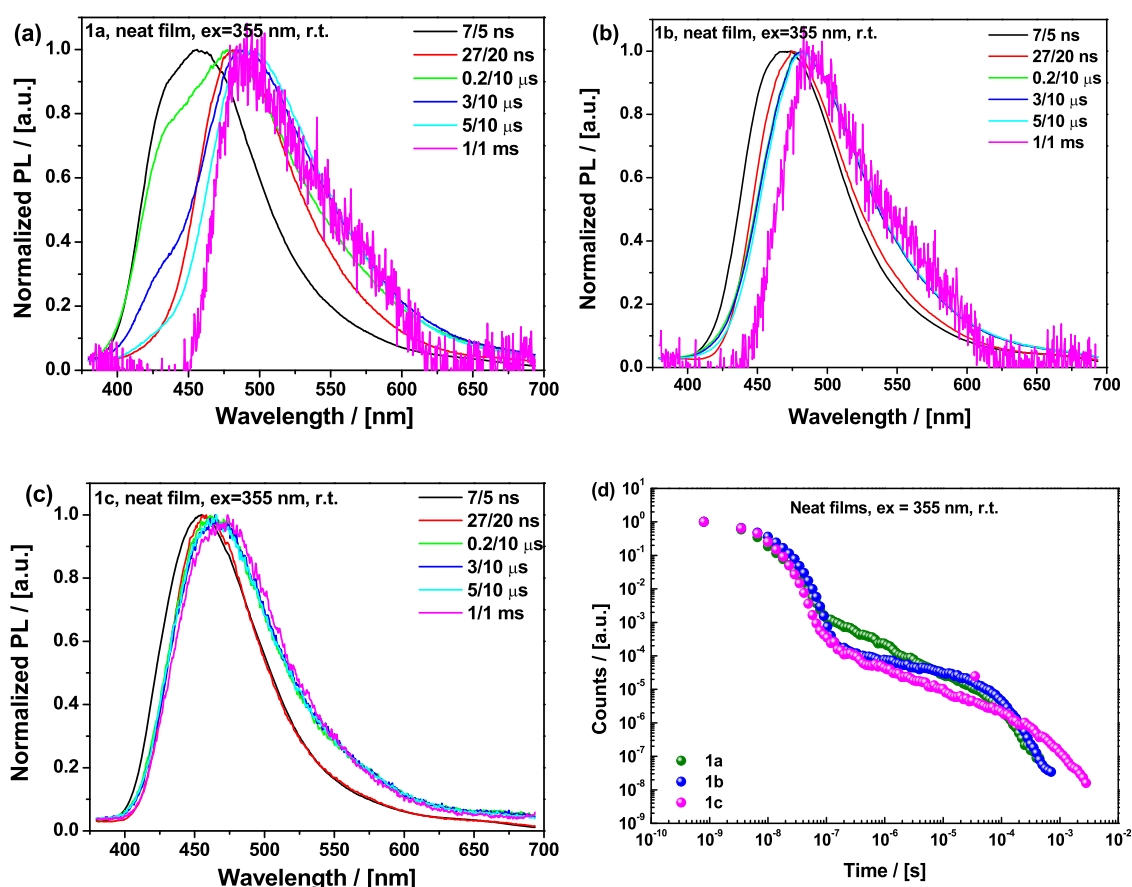 (a)
1a, neat film, ex=355 nm, r.t.
7/5 ns
27/20 ns
0.2/10 μs
3/10 μs
5/10 μs
1/1 ms
1.0
0.8
0.6
0.4
0.2
0.0
Normalized PL / [a.u.]
400 450 500 550 600 650 700
Wavelength / [nm]
(b)
1b, neat film, ex=355 nm, r.t.
7/5 ns
27/20 ns
0.2/10 μs
3/10 μs
5/10 μs
1/1 ms
1.0
0.8
0.6
0.4
0.2
0.0
Normalized PL / [a.u.]
400 450 500 550 600 650 700
Wavelength / [nm]
(c)
1c, neat film, ex=355 nm, r.t.
7/5 ns
27/20 ns
0.2/10 μs
3/10 μs
5/10 μs
1/1 ms
1.0
0.8
0.6
0.4
0.2
0.0
Normalized PL / [a.u.]
400 450 500 550 600 650 700
Wavelength / [nm]
(d)
Neat films, ex = 355 nm, r.t.
10^1
10^0
10^-1
10^-2
10^-3
10^-4
10^-5
10^-6
10^-7
10^-8
10^-9
Counts / [a.u.]
1a
1b
1c
10^-10 10^-9 10^-8 10^-7 10^-6 10^-5 10^-4 10^-3 10^-2
Time / [s]